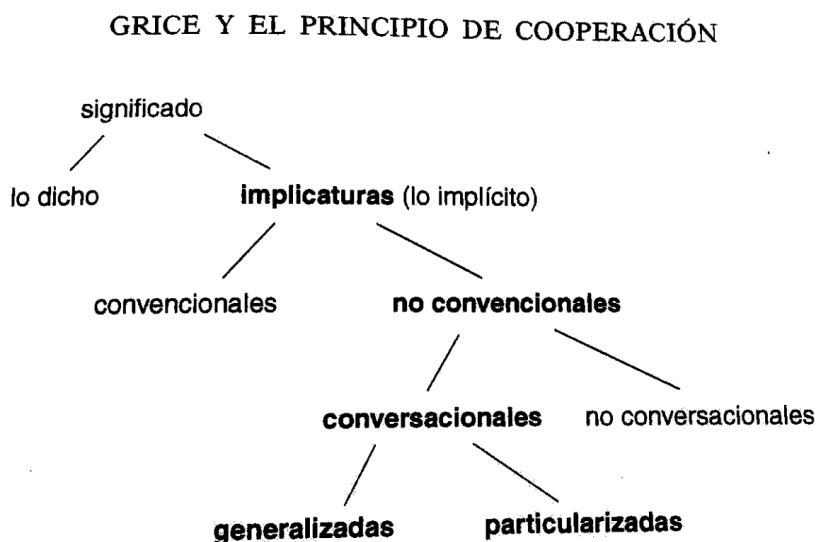 GRICE Y EL PRINCIPIO DE COOPERACIÓN
significado
lo dicho implicaturas (lo implícito)
convencionales no convencionales
conversacionales no conversacionales
generalizadas particularizadas